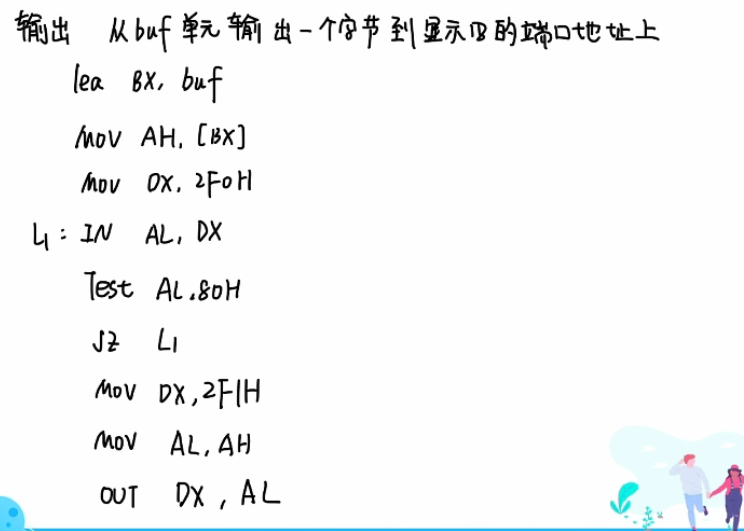 输出 从buf单元输出一个字节到显示器的端口地址上
lea BX, buf
MOV AH, [BX]
MOV DX, 2F0H
L1: IN AL, DX
Test AL, 80H
JZ L1
MOV DX, 2F1H
MOV AL, AH
OUT DX, AL